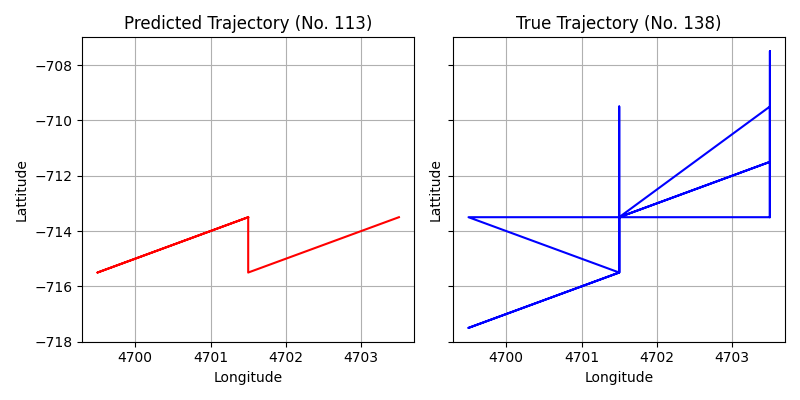 Predicted Trajectory (No. 113)
True Trajectory (No. 138)
−708
−710
−712
−714
−716
−718
Lattitude
Lattitude
4700 4701 4702 4703
4700 4701 4702 4703
Longitude
Longitude